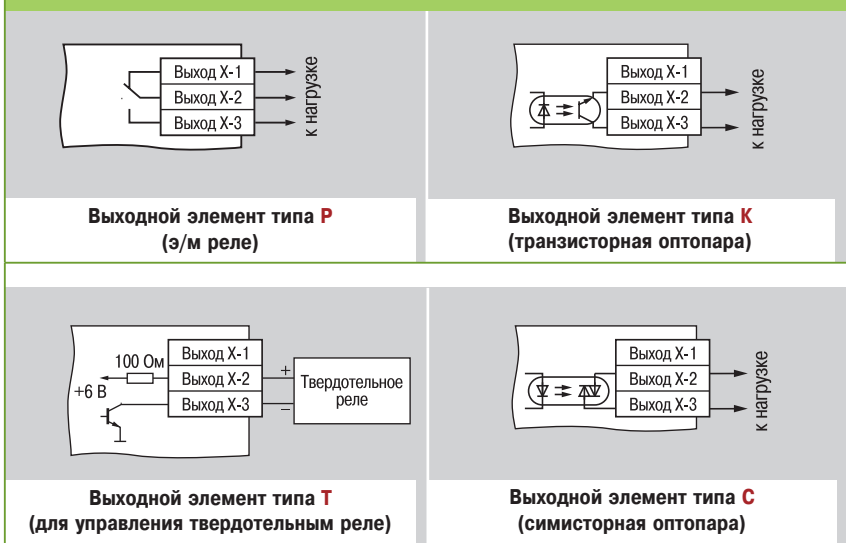 Выход X-1
Выход X-2
Выход X-3
к нагрузке
Выходной элемент типа Р
(э/м реле)
Выход X-1
Выход X-2
Выход X-3
к нагрузке
Выходной элемент типа К
(транзисторная оптопара)
100 Ом
+6 В
Выход X-1
Выход X-2
Выход X-3
+
–
Твердотельное
реле
Выходной элемент типа Т
(для управления твердотельным реле)
Выход X-1
Выход X-2
Выход X-3
к нагрузке
Выходной элемент типа С
(симисторная оптопара)